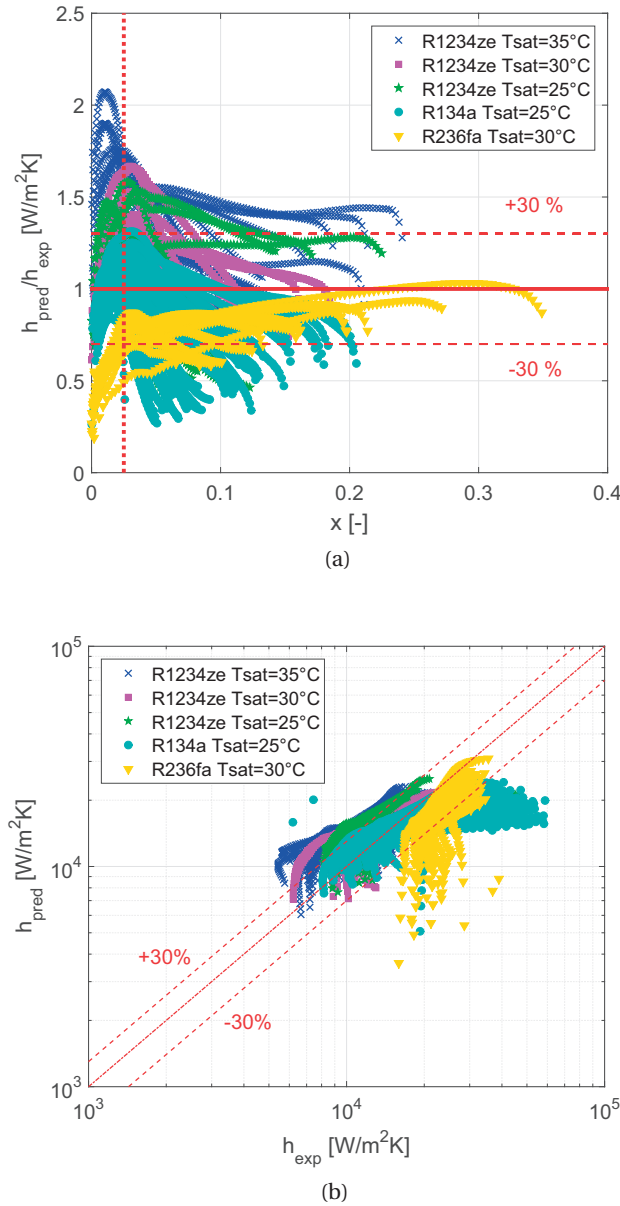 2.5
2
1.5
1
0.5
0
h_pred/h_exp [W/m²K]
R1234ze Tsat=35°C
R1234ze Tsat=30°C
R1234ze Tsat=25°C
R134a Tsat=25°C
R236fa Tsat=30°C
+30 %
-30 %
0 0.1 0.2 0.3 0.4
x [-]
(a)
10⁵
10⁴
10³
h_pred [W/m²K]
R1234ze Tsat=35°C
R1234ze Tsat=30°C
R1234ze Tsat=25°C
R134a Tsat=25°C
R236fa Tsat=30°C
+30%
-30%
10³ 10⁴ 10⁵
h_exp [W/m²K]
(b)